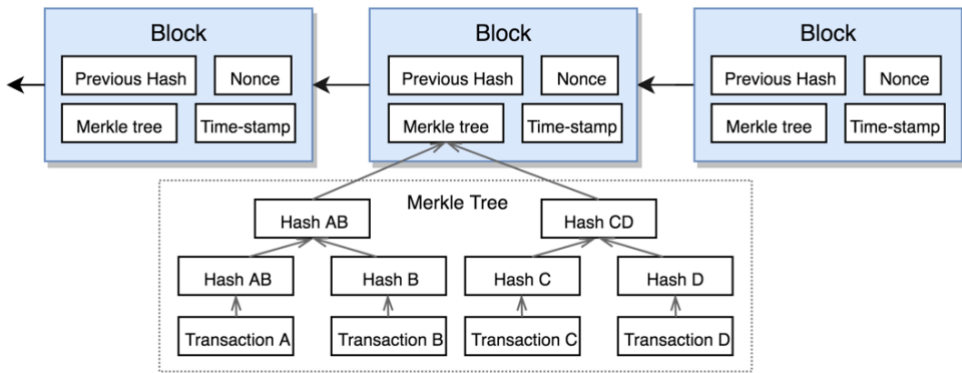 Block
Block
Block
Previous Hash
Nonce
Previous Hash
Nonce
Previous Hash
Nonce
Merkle tree
Time-stamp
Merkle tree
Time-stamp
Merkle tree
Time-stamp
Merkle Tree
Hash AB
Hash CD
Hash AB
Hash B
Hash C
Hash D
Transaction A
Transaction B
Transaction C
Transaction D